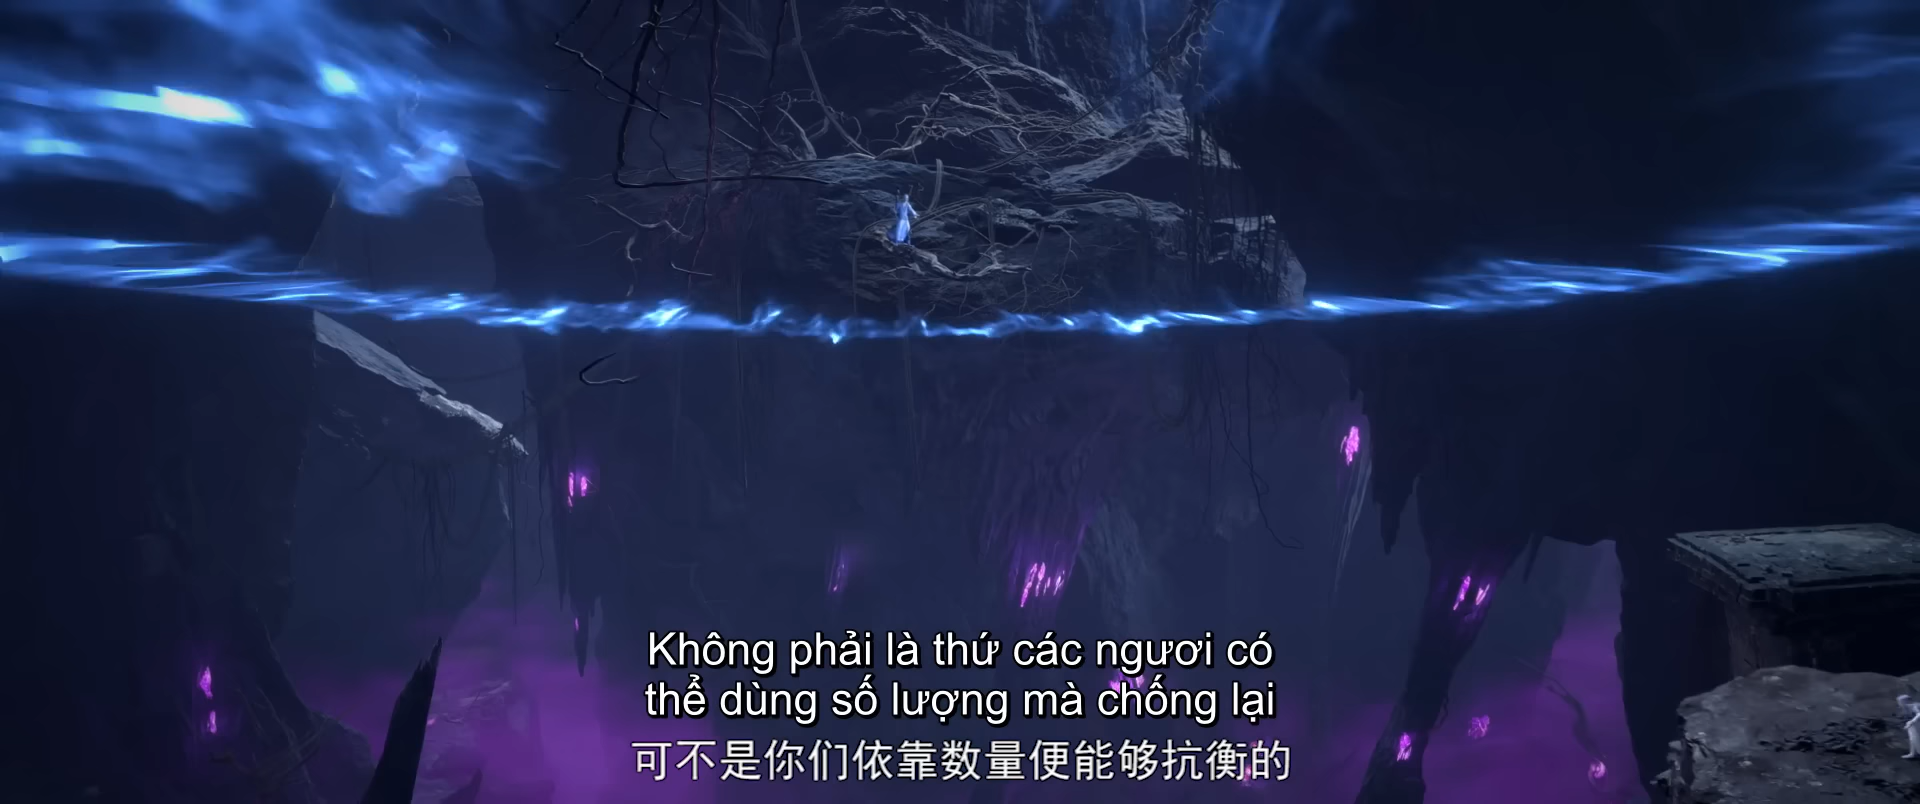 Không phải là thứ các ngươi có
thể dùng số lượng mà chống lại
可不是你们依靠数量便能够抗衡的